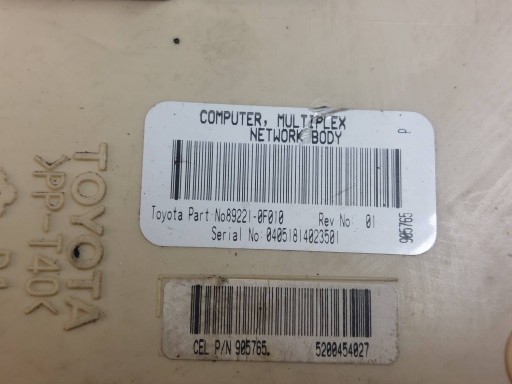 COMPUTER, MULTIPLEX
NETWORK BODY
P
Toyota Part No89221-0F010 Rev No: 01
Serial No: 04051814023501
905765
CEL P/N 905765. 5200454027
TOYOTA
>PP-T40K